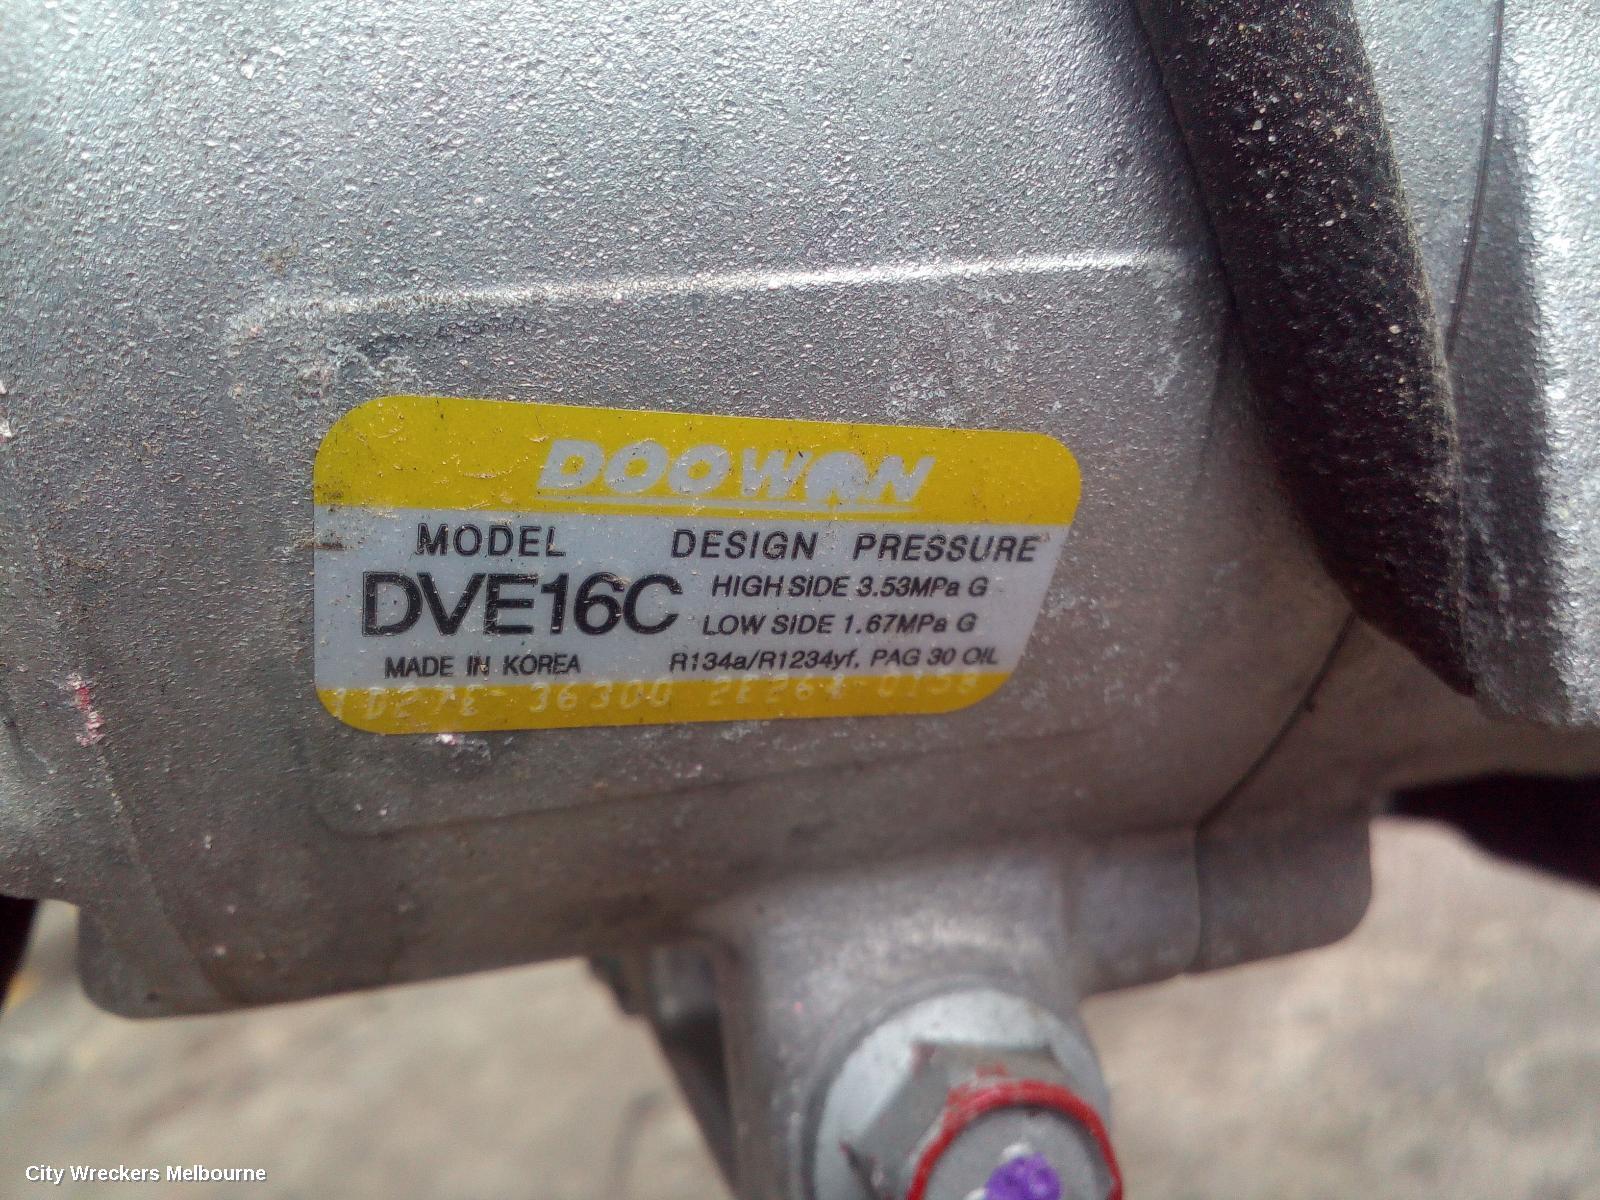 DOOWON
MODEL DESIGN PRESSURE
DVE16C HIGH SIDE 3.53MPa G
LOW SIDE 1.67MPa G
MADE IN KOREA R134a/R1234yf, PAG 30 OIL
36300
City Wreckers Melbourne